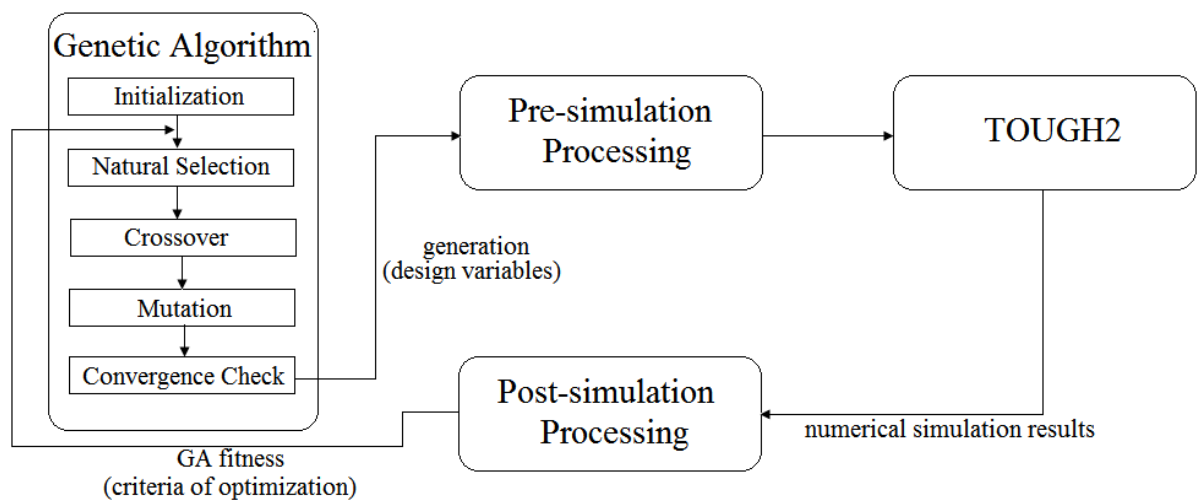 Genetic Algorithm
Initialization
Natural Selection
Crossover
Mutation
Convergence Check
generation
(design variables)
Pre-simulation
Processing
TOUGH2
numerical simulation results
Post-simulation
Processing
GA fitness
(criteria of optimization)